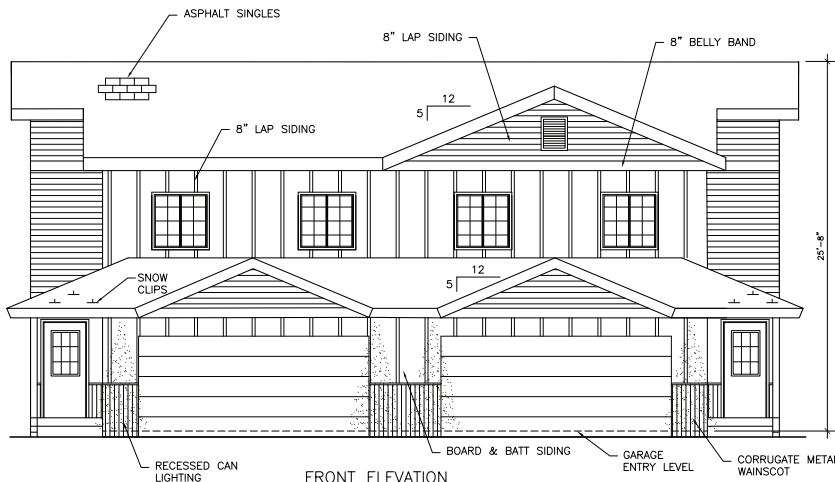 ASPHALT SINGLES
8" LAP SIDING
8" BELLY BAND
12
5
8" LAP SIDING
25'-8"
SNOW
CLIPS
12
5
BOARD & BATT SIDING
GARAGE
ENTRY LEVEL
CORRUGATE METAL
WAINSCOT
RECESSED CAN
LIGHTING
FRONT ELEVATION